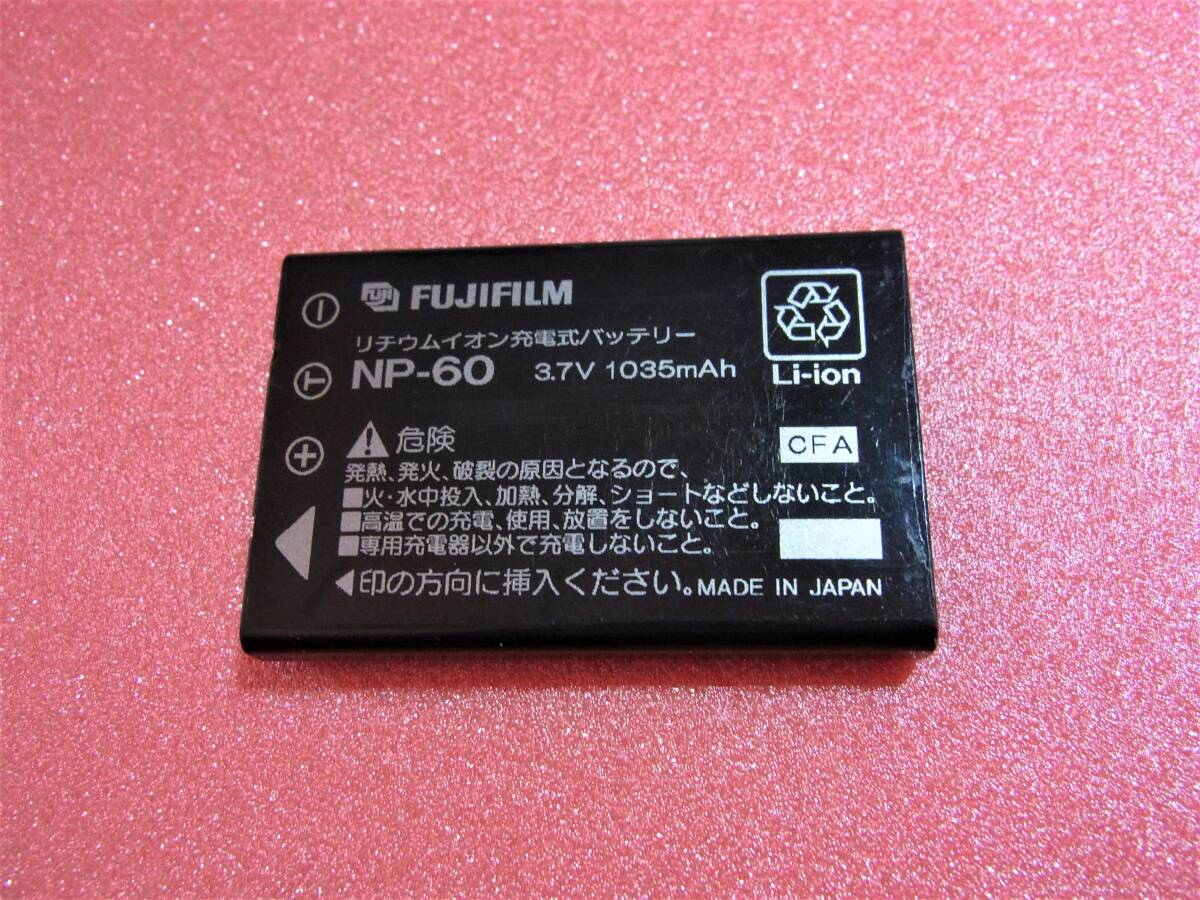 Fuji FUJIFILM
リチウムイオン充電式バッテリー
NP-60 3.7V 1035mAh
Li-ion
⚠危険
CFA
発熱、発火、破裂の原因となるので、
■火・水中投入、加熱、分解、ショートなどしないこと。
■高温での充電、使用、放置をしないこと。
■専用充電器以外で充電しないこと。
◀印の方向に挿入ください。MADE IN JAPAN
−
T
+